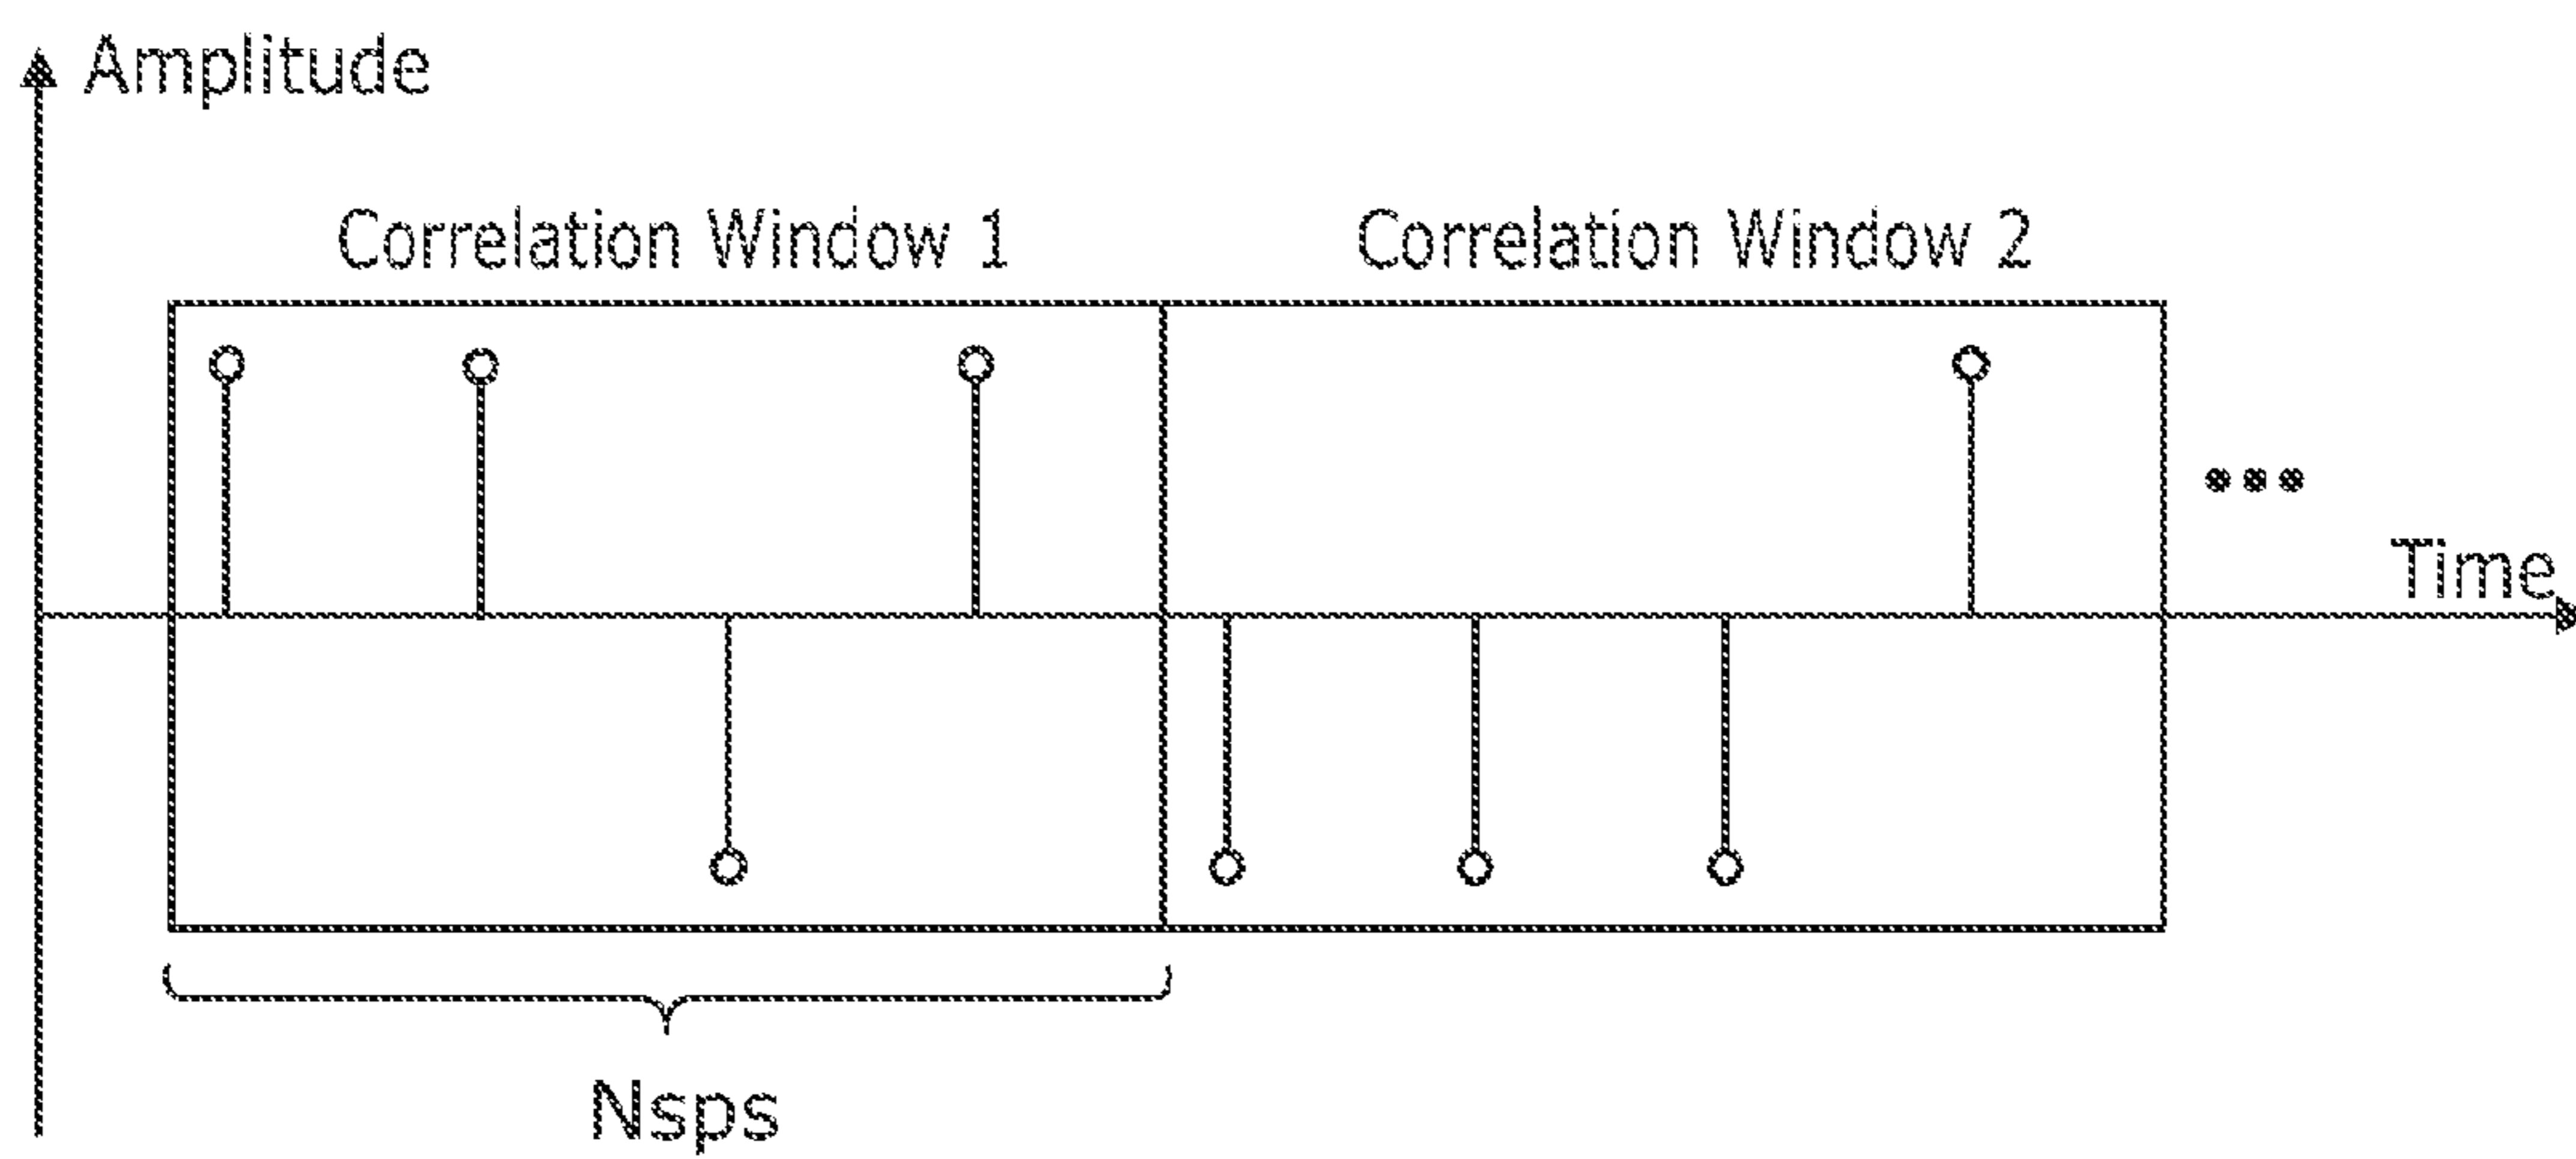 Amplitude
Correlation Window 1
Correlation Window 2
Time
Nsps